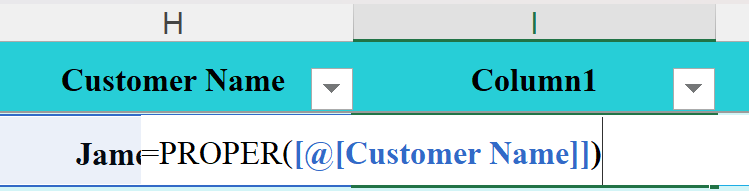 H I
Customer Name Column1
Jame=PROPER([@[Customer Name]])